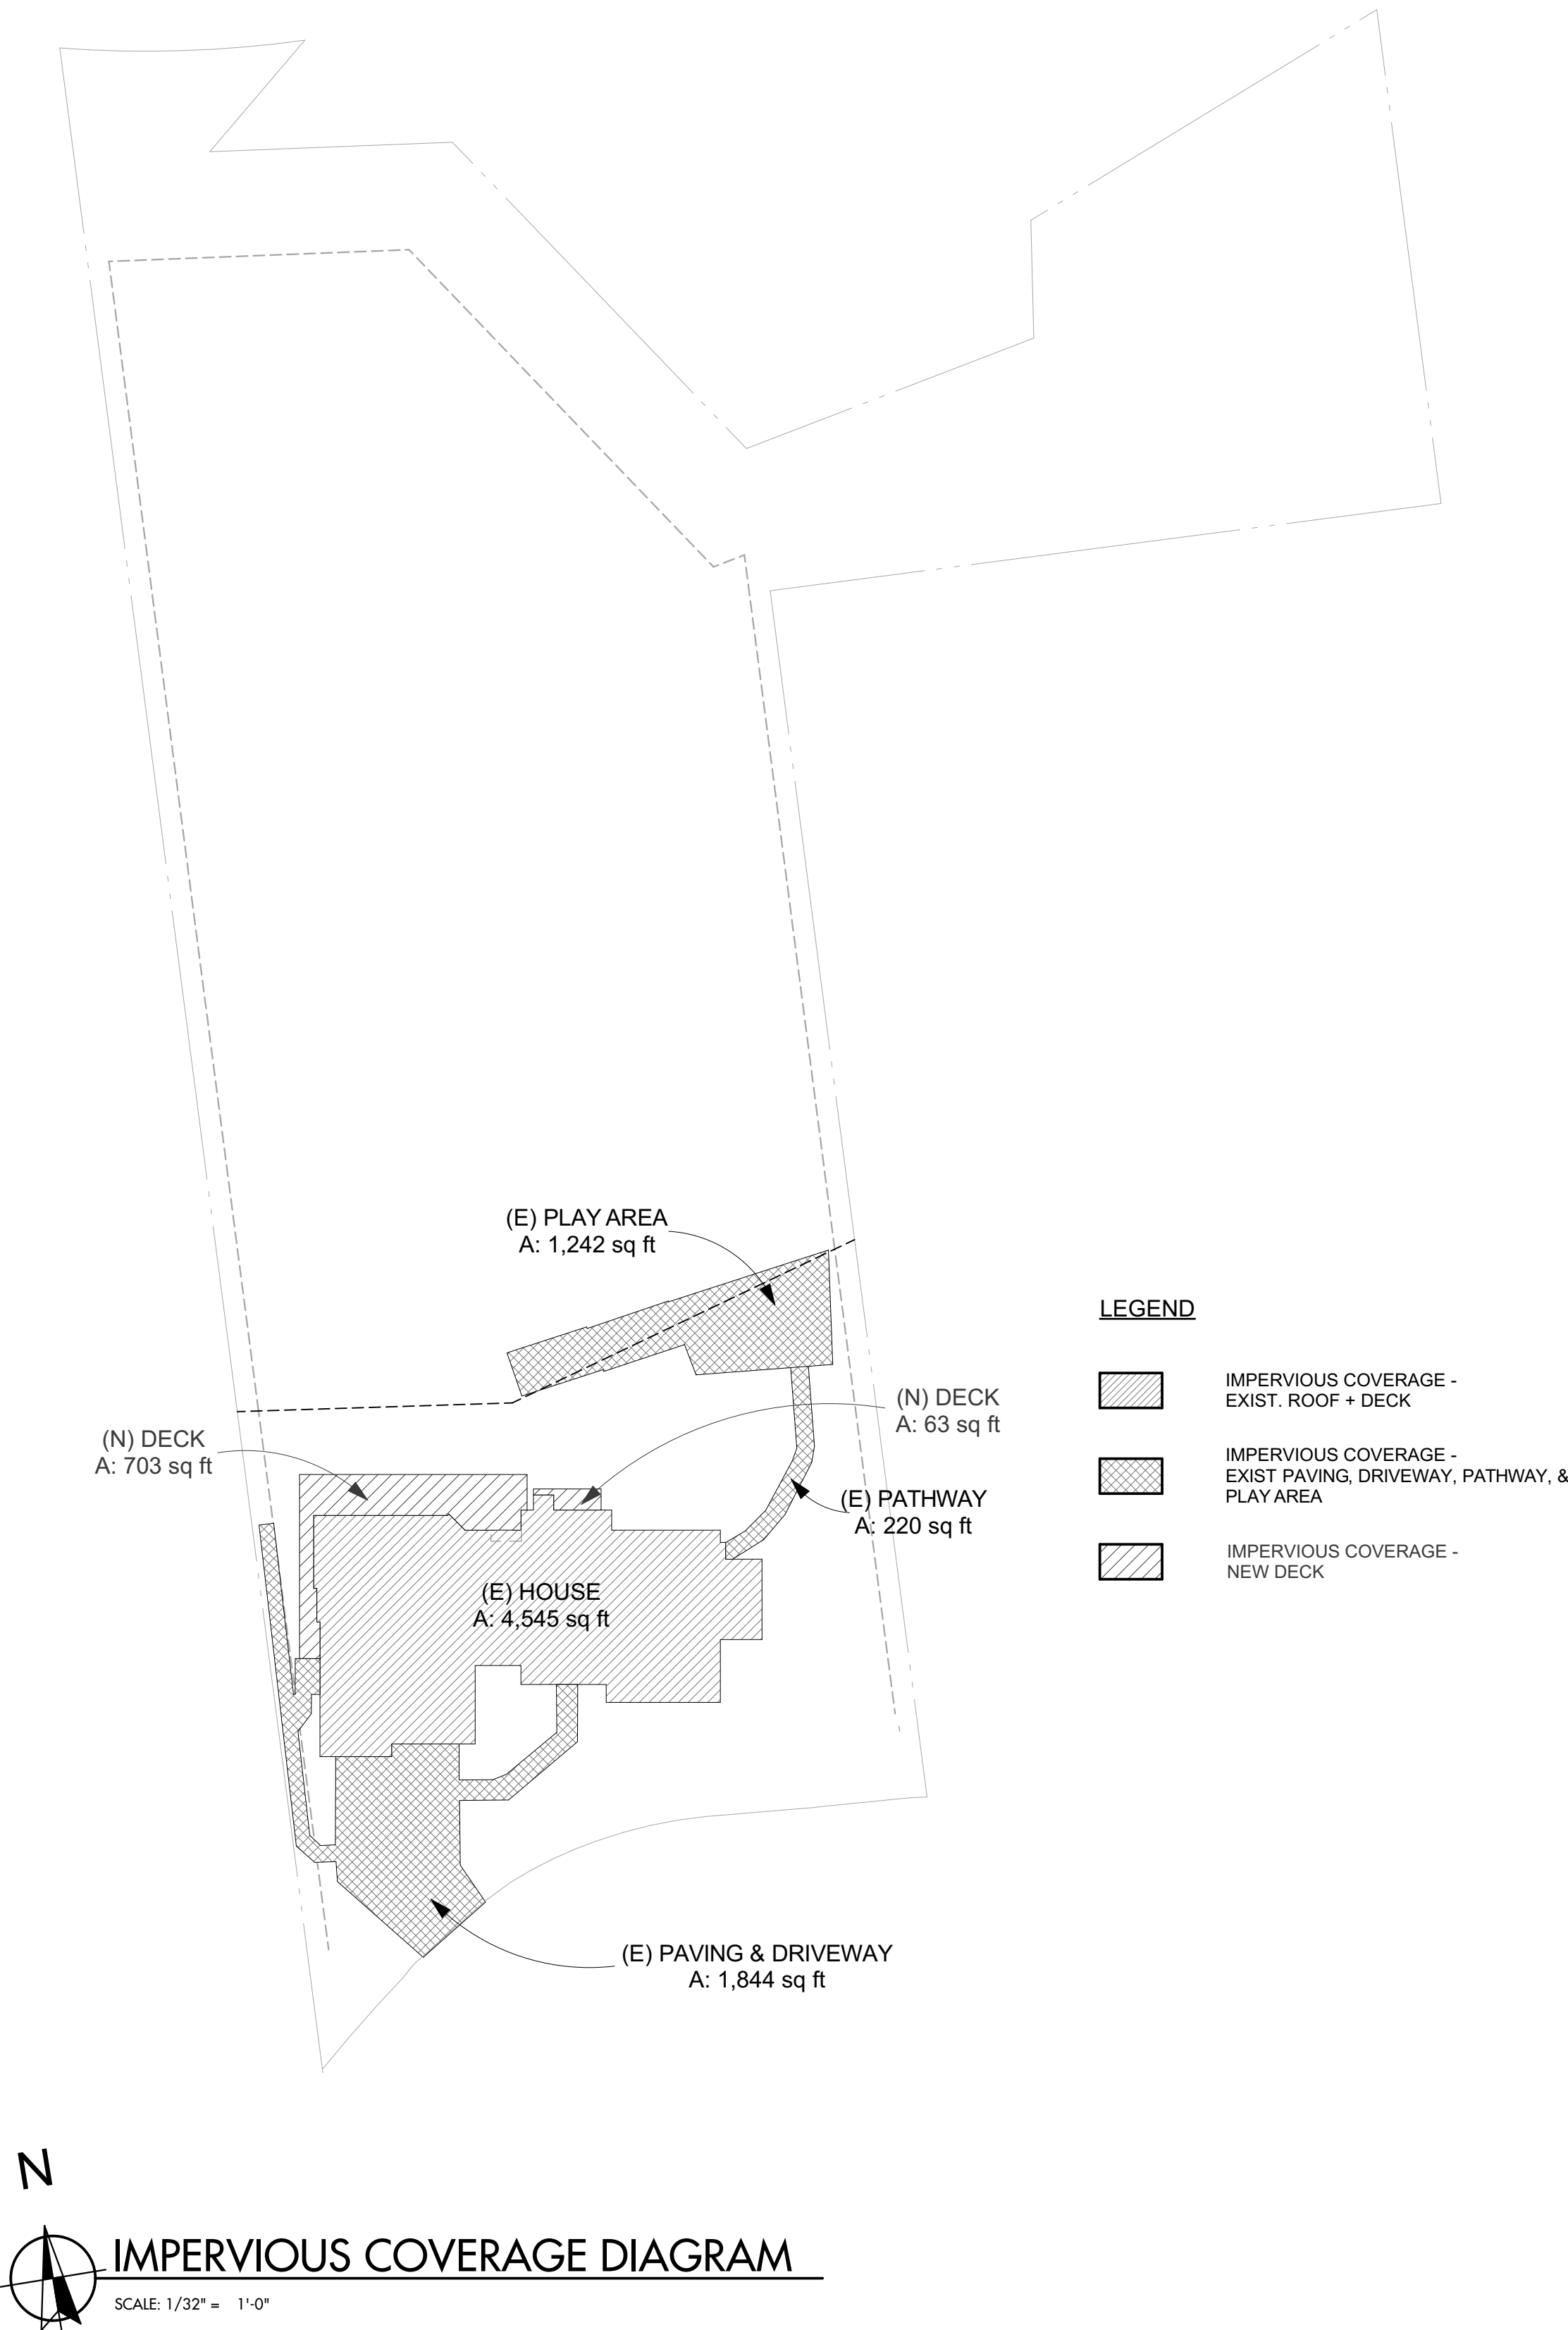 (E) PLAY AREA
A: 1,242 sq ft
LEGEND
IMPERVIOUS COVERAGE -
EXIST. ROOF + DECK
(N) DECK
A: 63 sq ft
(N) DECK
A: 703 sq ft
IMPERVIOUS COVERAGE -
EXIST PAVING, DRIVEWAY, PATHWAY, &
PLAY AREA
(E) PATHWAY
A: 220 sq ft
IMPERVIOUS COVERAGE -
NEW DECK
(E) HOUSE
A: 4,545 sq ft
(E) PAVING & DRIVEWAY
A: 1,844 sq ft
N
IMPERVIOUS COVERAGE DIAGRAM
SCALE: 1/32" = 1'-0"